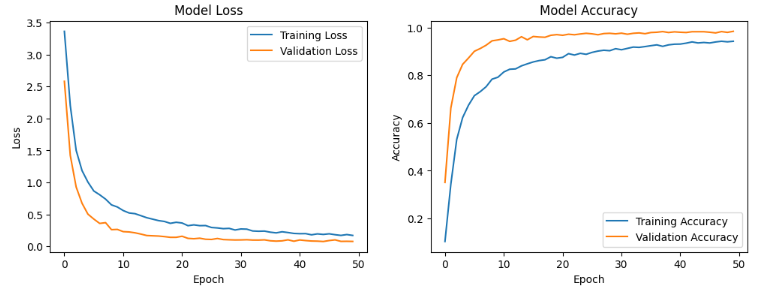 Model Loss
3.5
3.0
2.5
2.0
1.5
1.0
0.5
0.0
Loss
Training Loss
Validation Loss
0 10 20 30 40 50
Epoch
Model Accuracy
1.0
0.8
0.6
0.4
0.2
Accuracy
Training Accuracy
Validation Accuracy
0 10 20 30 40 50
Epoch